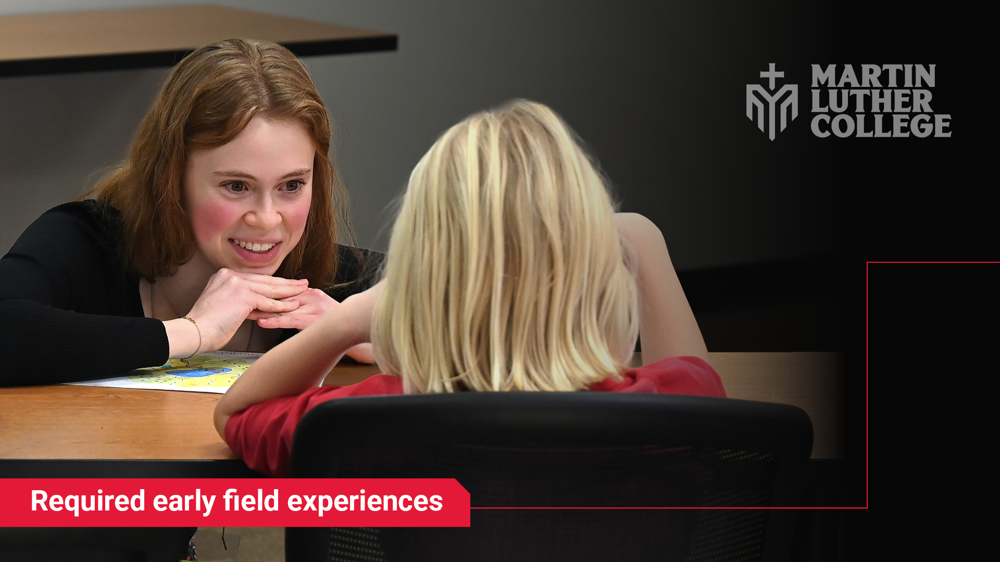 MARTIN
LUTHER
COLLEGE
Required early field experiences